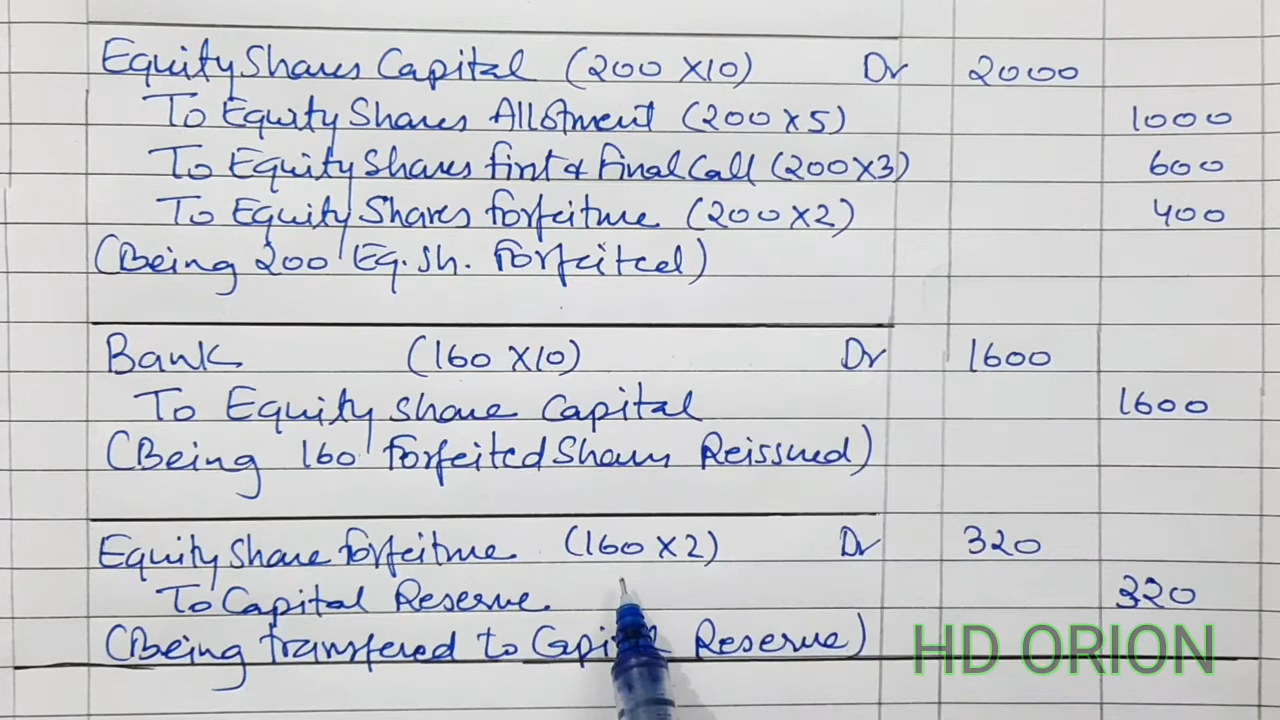 Equity Shares Capital (200 X10) Dr 2000
To Equity Shares Allotment (200 X 5) 1000
To Equity Shares first & Final Call (200 X3) 600
To Equity Shares forfeiture (200 X2) 400
(Being 200 Eq. Sh. Forfeited)
Bank (160 X10) Dr 1600
To Equity Share Capital 1600
(Being 160 Forfeited Shares Reissued)
Equity Share forfeiture (160 X2) Dr 320
To Capital Reserve. 320
(Being transfered to Capital Reserve)
HD ORION